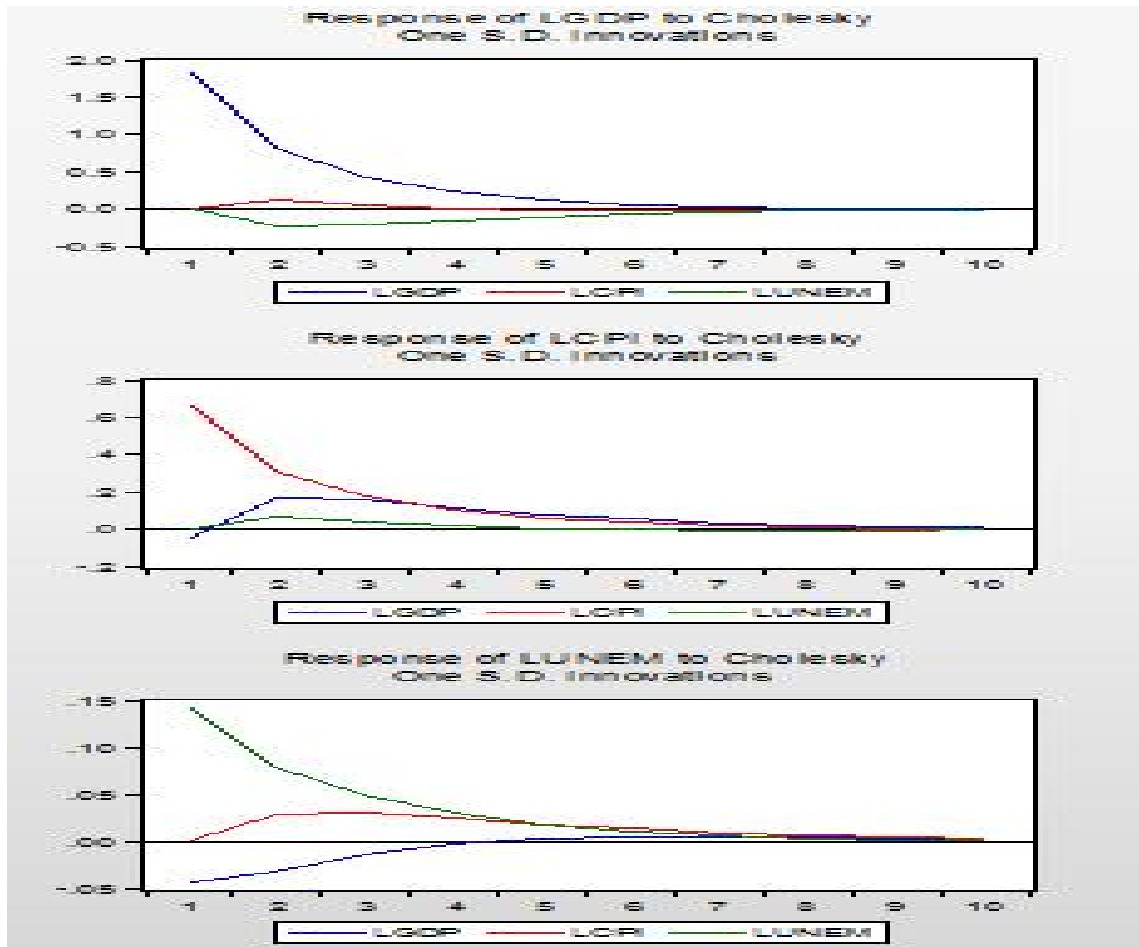 Response of LGDP to Cholesky
One S.D. Innovations
2.0
1.5
1.0
0.5
0.0
-0.5
1 2 3 4 5 6 7 8 9 10
LGDP LCPI LUNEM
Response of LCPI to Cholesky
One S.D. Innovations
.8
.6
.4
.2
.0
-.2
1 2 3 4 5 6 7 8 9 10
LGDP LCPI LUNEM
Response of LUNEM to Cholesky
One S.D. Innovations
.15
.10
.05
.00
-.05
1 2 3 4 5 6 7 8 9 10
LGDP LCPI LUNEM